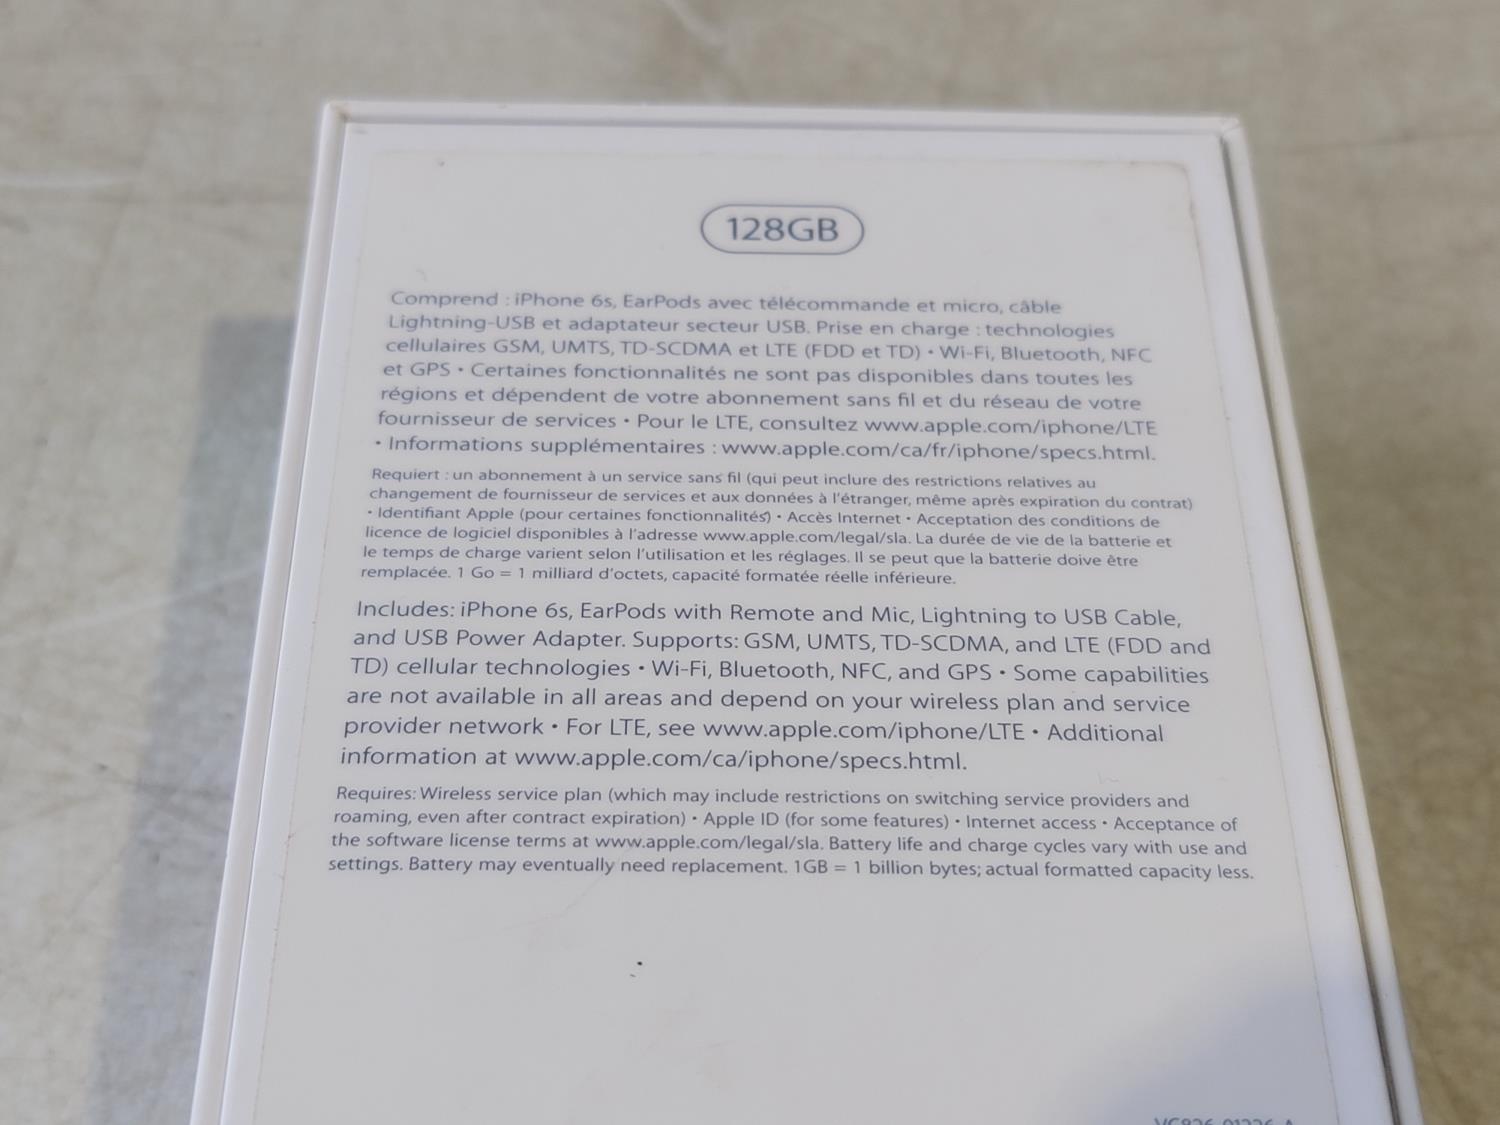 128GB
Comprend : iPhone 6s, EarPods avec télécommande et micro, câble
Lightning-USB et adaptateur secteur USB. Prise en charge : technologies
cellulaires GSM, UMTS, TD-SCDMA et LTE (FDD et TD) • Wi-Fi, Bluetooth, NFC
et GPS • Certaines fonctionnalités ne sont pas disponibles dans toutes les
régions et dépendent de votre abonnement sans fil et du réseau de votre
fournisseur de services • Pour le LTE, consultez www.apple.com/iphone/LTE
• Informations supplémentaires : www.apple.com/ca/fr/iphone/specs.html.
Requiert : un abonnement à un service sans fil (qui peut inclure des restrictions relatives au
changement de fournisseur de services et aux données à l'étranger, même après expiration du contrat)
• Identifiant Apple (pour certaines fonctionnalités) • Accès Internet • Acceptation des conditions de
licence de logiciel disponibles à l'adresse www.apple.com/legal/sla. La durée de vie de la batterie et
le temps de charge varient selon l'utilisation et les réglages. Il se peut que la batterie doive être
remplacée. 1 Go = 1 milliard d'octets, capacité formatée réelle inférieure.
Includes: iPhone 6s, EarPods with Remote and Mic, Lightning to USB Cable,
and USB Power Adapter. Supports: GSM, UMTS, TD-SCDMA, and LTE (FDD and
TD) cellular technologies • Wi-Fi, Bluetooth, NFC, and GPS • Some capabilities
are not available in all areas and depend on your wireless plan and service
provider network • For LTE, see www.apple.com/iphone/LTE • Additional
information at www.apple.com/ca/iphone/specs.html.
Requires: Wireless service plan (which may include restrictions on switching service providers and
roaming, even after contract expiration) • Apple ID (for some features) • Internet access • Acceptance of
the software license terms at www.apple.com/legal/sla. Battery life and charge cycles vary with use and
settings. Battery may eventually need replacement. 1GB = 1 billion bytes; actual formatted capacity less.